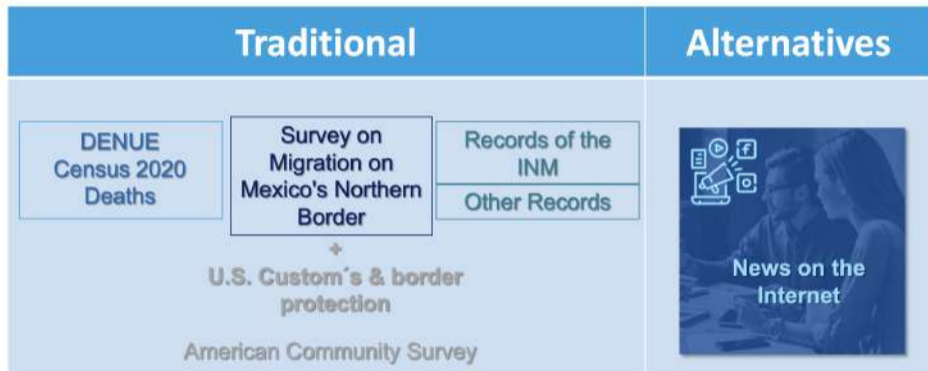 Traditional
Alternatives
DENUE
Census 2020
Deaths
Survey on
Migration on
Mexico's Northern
Border
Records of the
INM
Other Records
+
U.S. Custom´s & border
protection
American Community Survey
News on the
Internet